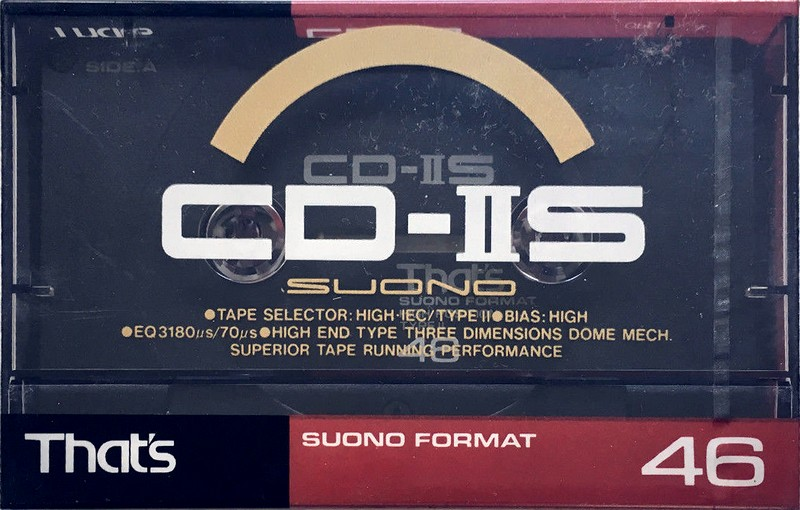 SIDE A
CD-IIS
CD-IIS
SUONO
That's
SUONO FORMAT
●TAPE SELECTOR: HIGH·IEC/TYPE II●BIAS: HIGH
●EQ3180µs/70µs●HIGH END TYPE THREE DIMENSIONS DOME MECH.
SUPERIOR TAPE RUNNING PERFORMANCE
46
That's
SUONO FORMAT
46